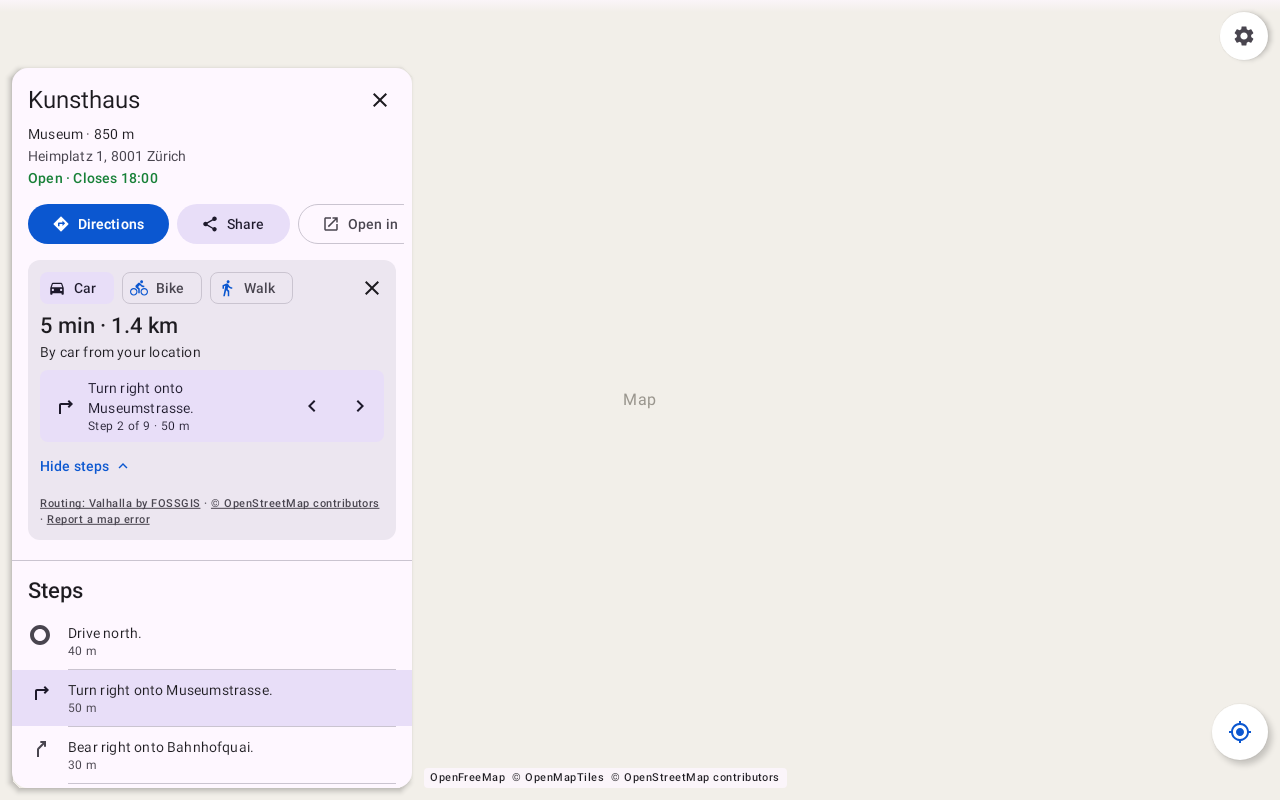 Kunsthaus
Museum · 850 m
Heimplatz 1, 8001 Zürich
Open · Closes 18:00
Directions
Share
Open in
Car
Bike
Walk
5 min · 1.4 km
By car from your location
Turn right onto
Museumstrasse.
Step 2 of 9 · 50 m
Hide steps
Routing: Valhalla by FOSSGIS · © OpenStreetMap contributors
· Report a map error
Steps
Drive north.
40 m
Turn right onto Museumstrasse.
50 m
Bear right onto Bahnhofquai.
30 m
Map
OpenFreeMap © OpenMapTiles © OpenStreetMap contributors